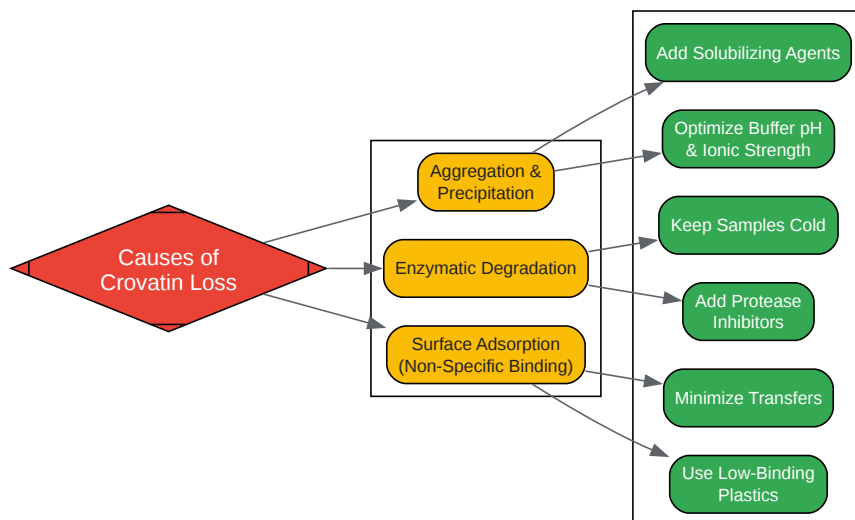 Causes of
Crovatin Loss
Aggregation &
Precipitation
Enzymatic Degradation
Surface Adsorption
(Non-Specific Binding)
Add Solubilizing Agents
Optimize Buffer pH
& Ionic Strength
Keep Samples Cold
Add Protease
Inhibitors
Minimize Transfers
Use Low-Binding
Plastics